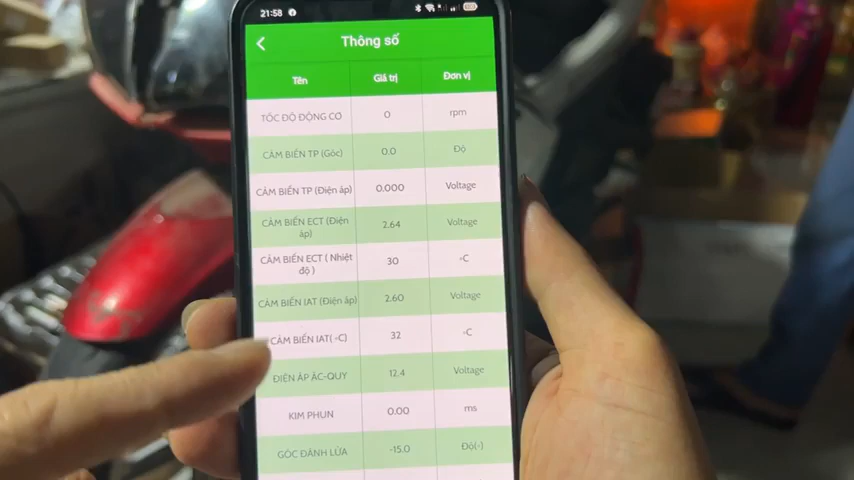 21:58
Thông số
Tên Giá trị Đơn vị
TỐC ĐỘ ĐỘNG CƠ 0 rpm
CẢM BIẾN TP (Góc) 0.0 Độ
CẢM BIẾN TP (Điện áp) 0.000 Voltage
CẢM BIẾN ECT (Điện
áp) 2.64 Voltage
CẢM BIẾN ECT ( Nhiệt
độ ) 30 °C
CẢM BIẾN IAT (Điện áp) 2.60 Voltage
CẢM BIẾN IAT( °C) 32 °C
ĐIỆN ÁP ẮC-QUY 12.4 Voltage
KIM PHUN 0.00 ms
GÓC ĐÁNH LỬA -15.0 Độ(°)